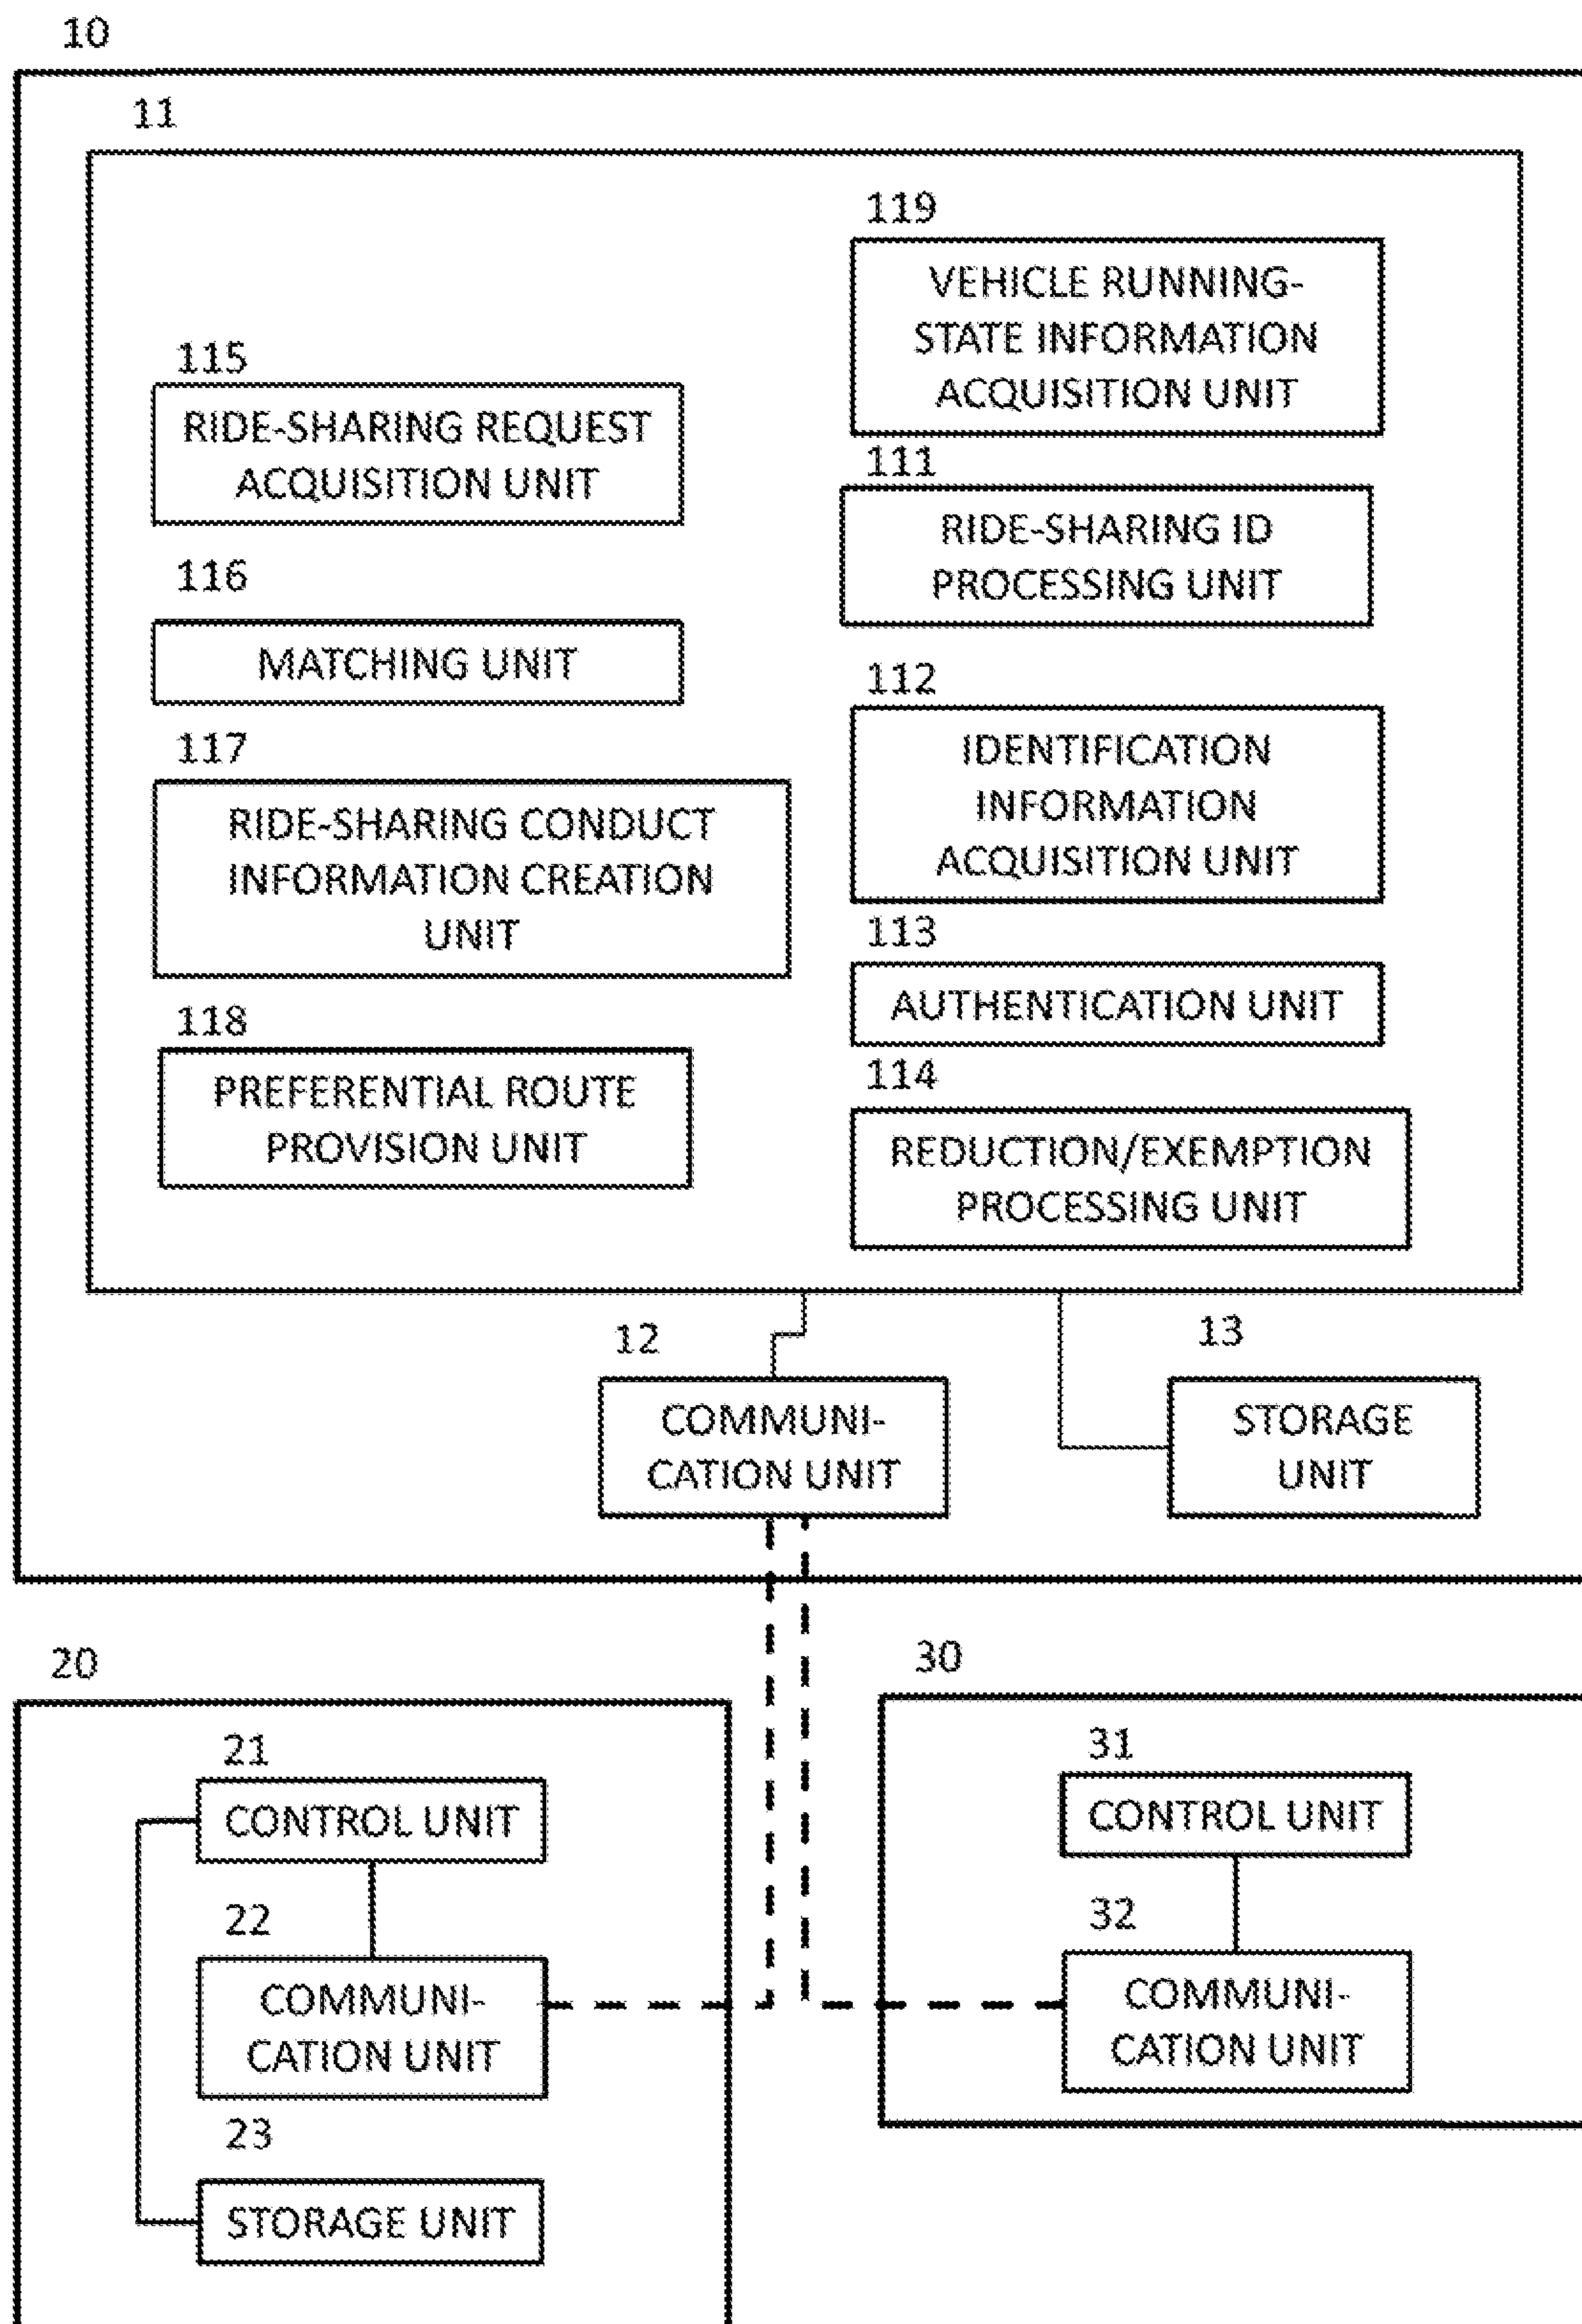 10
11
119
VEHICLE RUNNING-
STATE INFORMATION
ACQUISITION UNIT
115
RIDE-SHARING REQUEST
ACQUISITION UNIT
111
RIDE-SHARING ID
PROCESSING UNIT
116
MATCHING UNIT
112
IDENTIFICATION
INFORMATION
ACQUISITION UNIT
117
RIDE-SHARING CONDUCT
INFORMATION CREATION
UNIT
113
AUTHENTICATION UNIT
118
PREFERENTIAL ROUTE
PROVISION UNIT
114
REDUCTION/EXEMPTION
PROCESSING UNIT
12
COMMUNI-
CATION UNIT
13
STORAGE
UNIT
20
21
CONTROL UNIT
22
COMMUNI-
CATION UNIT
23
STORAGE UNIT
30
31
CONTROL UNIT
32
COMMUNI-
CATION UNIT